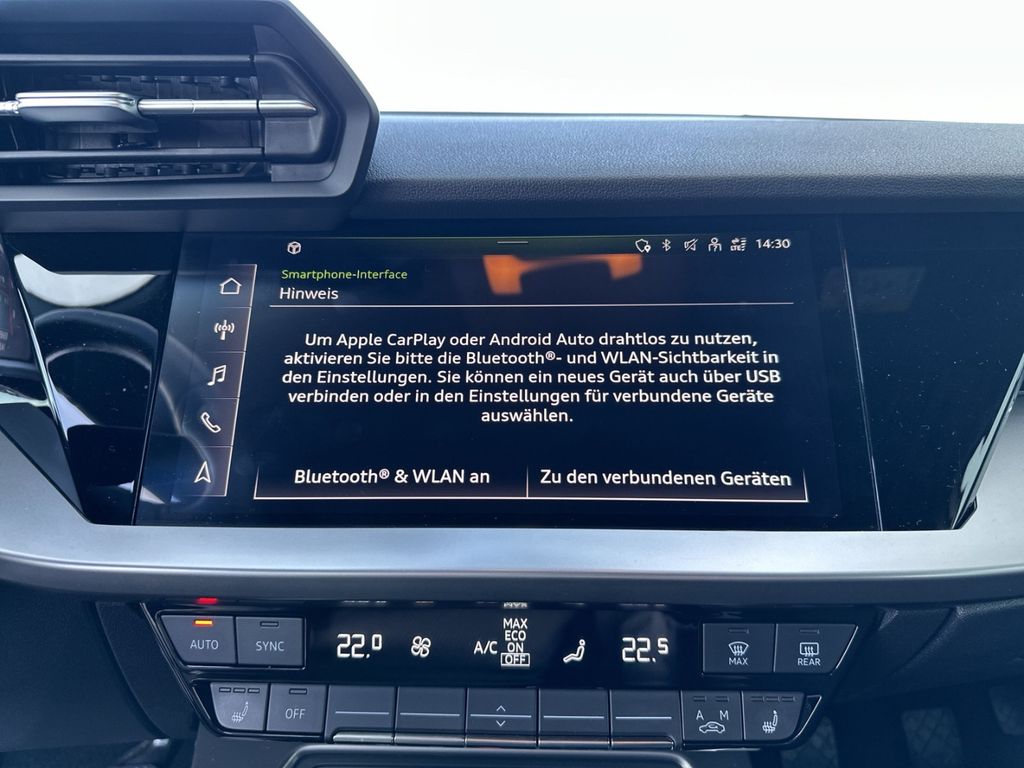 LTE
14:30
Smartphone-Interface
Hinweis
Um Apple CarPlay oder Android Auto drahtlos zu nutzen,
aktivieren Sie bitte die Bluetooth®- und WLAN-Sichtbarkeit in
den Einstellungen. Sie können ein neues Gerät auch über USB
verbinden oder in den Einstellungen für verbundene Geräte
auswählen.
Bluetooth® & WLAN an
Zu den verbundenen Geräten
AUTO
SYNC
22.0
A/C
MAX
ECO
ON
OFF
22.5
MAX
REAR
OFF
A M